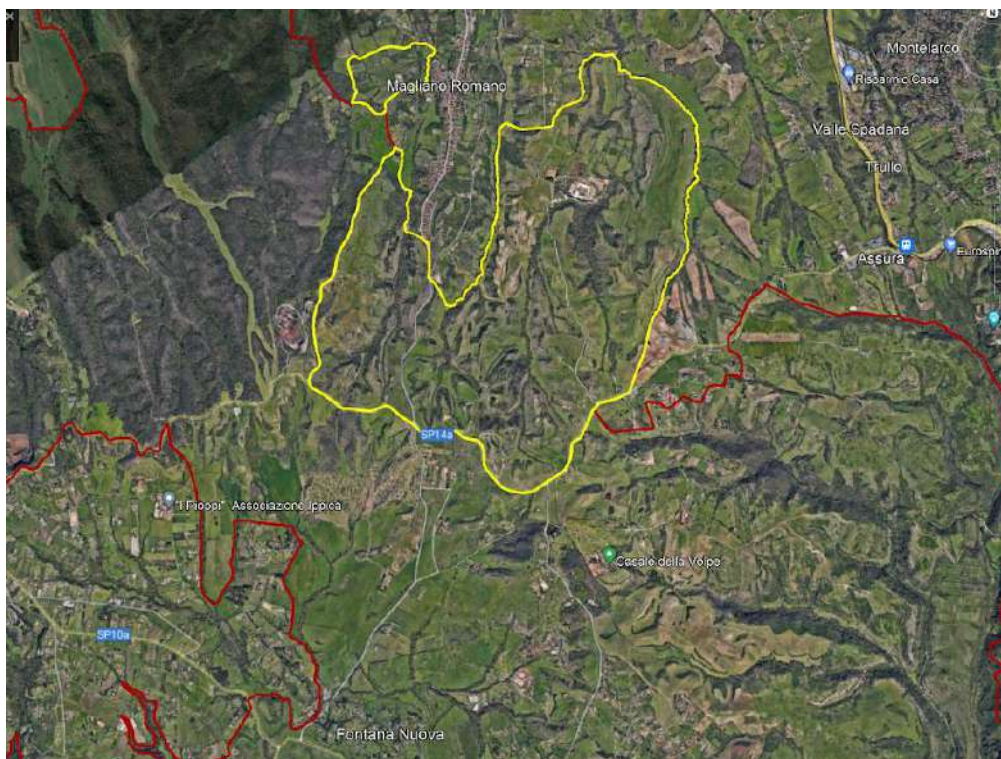 Montelarco
Risparmio Casa
Magliano Romano
Valle Spadana
Trullo
Assura
Eurospin
SP14a
"I Pioppi" Associazione Ippica
Casale della Volpe
SP10a
Fontana Nuova